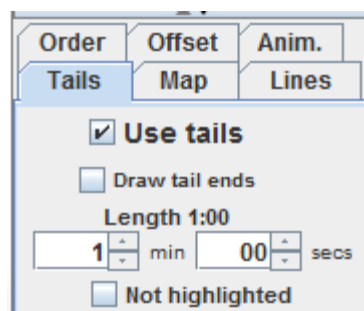 Order Offset Anim.
Tails Map Lines
Use tails
Draw tail ends
Length 1:00
1 min 00 secs
Not highlighted